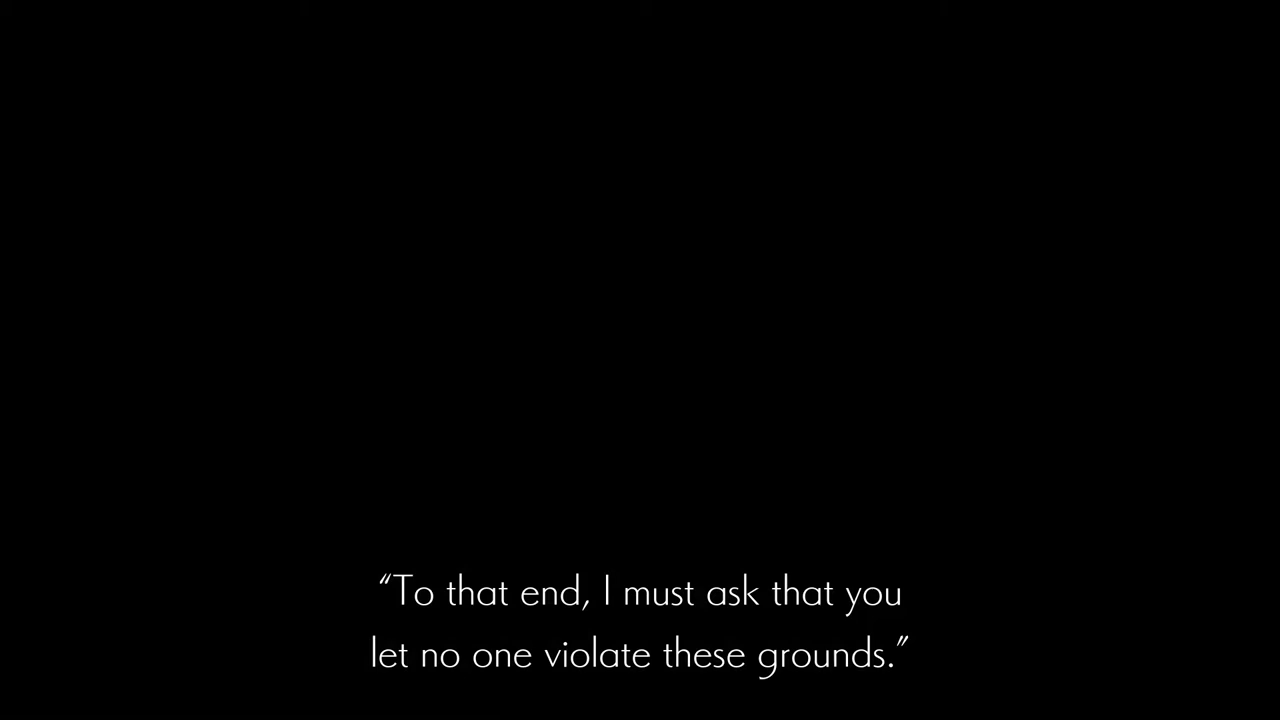 “To that end, I must ask that you
let no one violate these grounds.”